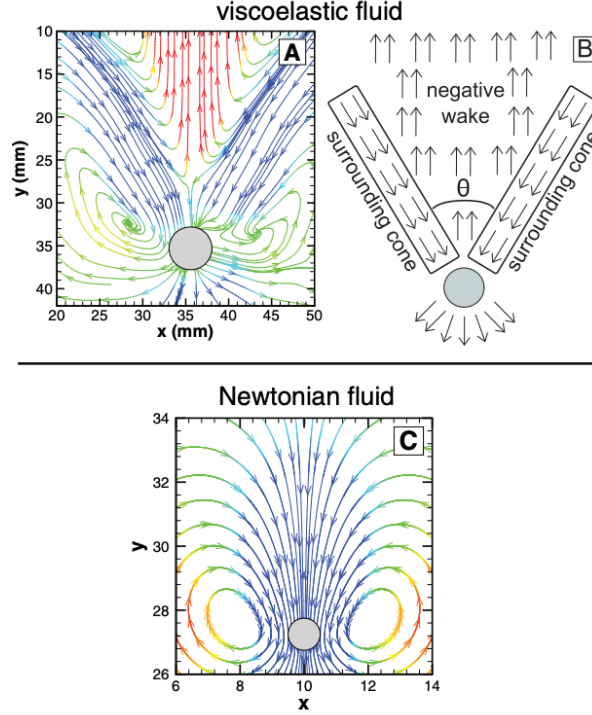 viscoelastic fluid
A
10
15
20
25
30
35
40
y (mm)
20 25 30 35 40 45 50
x (mm)
B
negative
wake
θ
surrounding cone
surrounding cone
Newtonian fluid
C
34
32
30
28
26
y
6 8 10 12 14
x